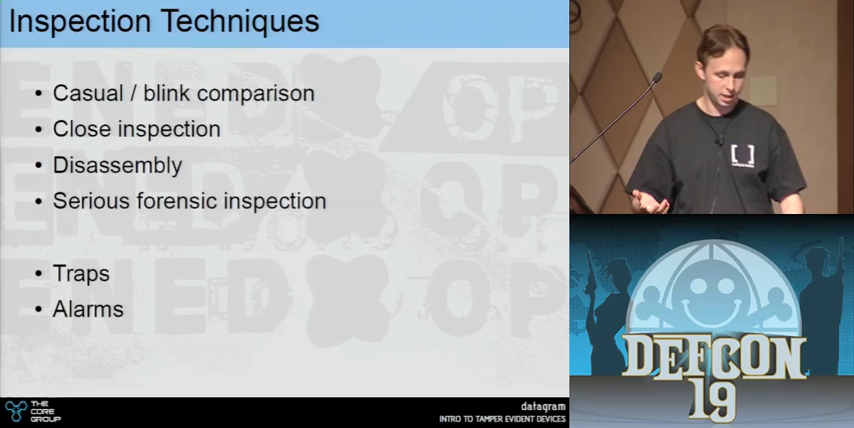 Inspection Techniques
• Casual / blink comparison
• Close inspection
• Disassembly
• Serious forensic inspection
• Traps
• Alarms
THE
CORE
GROUP
datagram
INTRO TO TAMPER EVIDENT DEVICES
[ ]
DEFCON
19